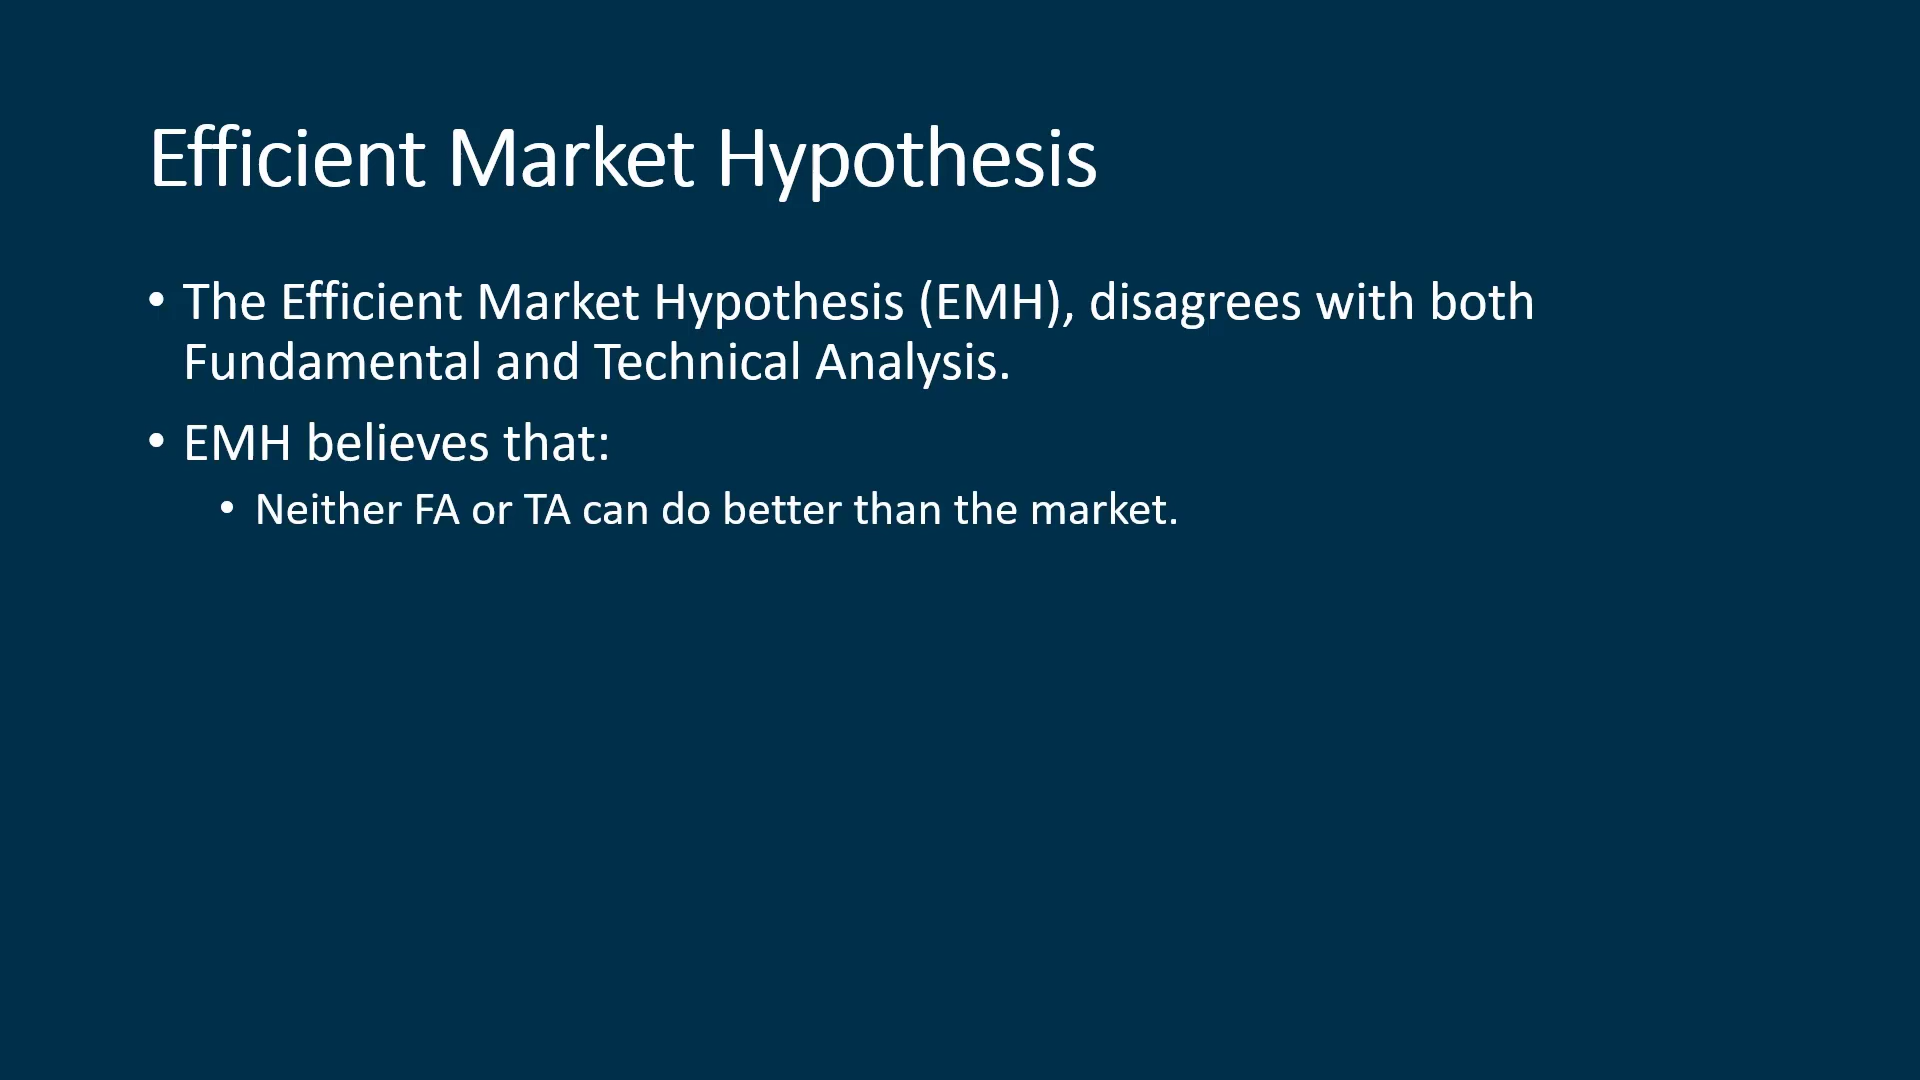 Efficient Market Hypothesis
• The Efficient Market Hypothesis (EMH), disagrees with both
Fundamental and Technical Analysis.
• EMH believes that:
• Neither FA or TA can do better than the market.